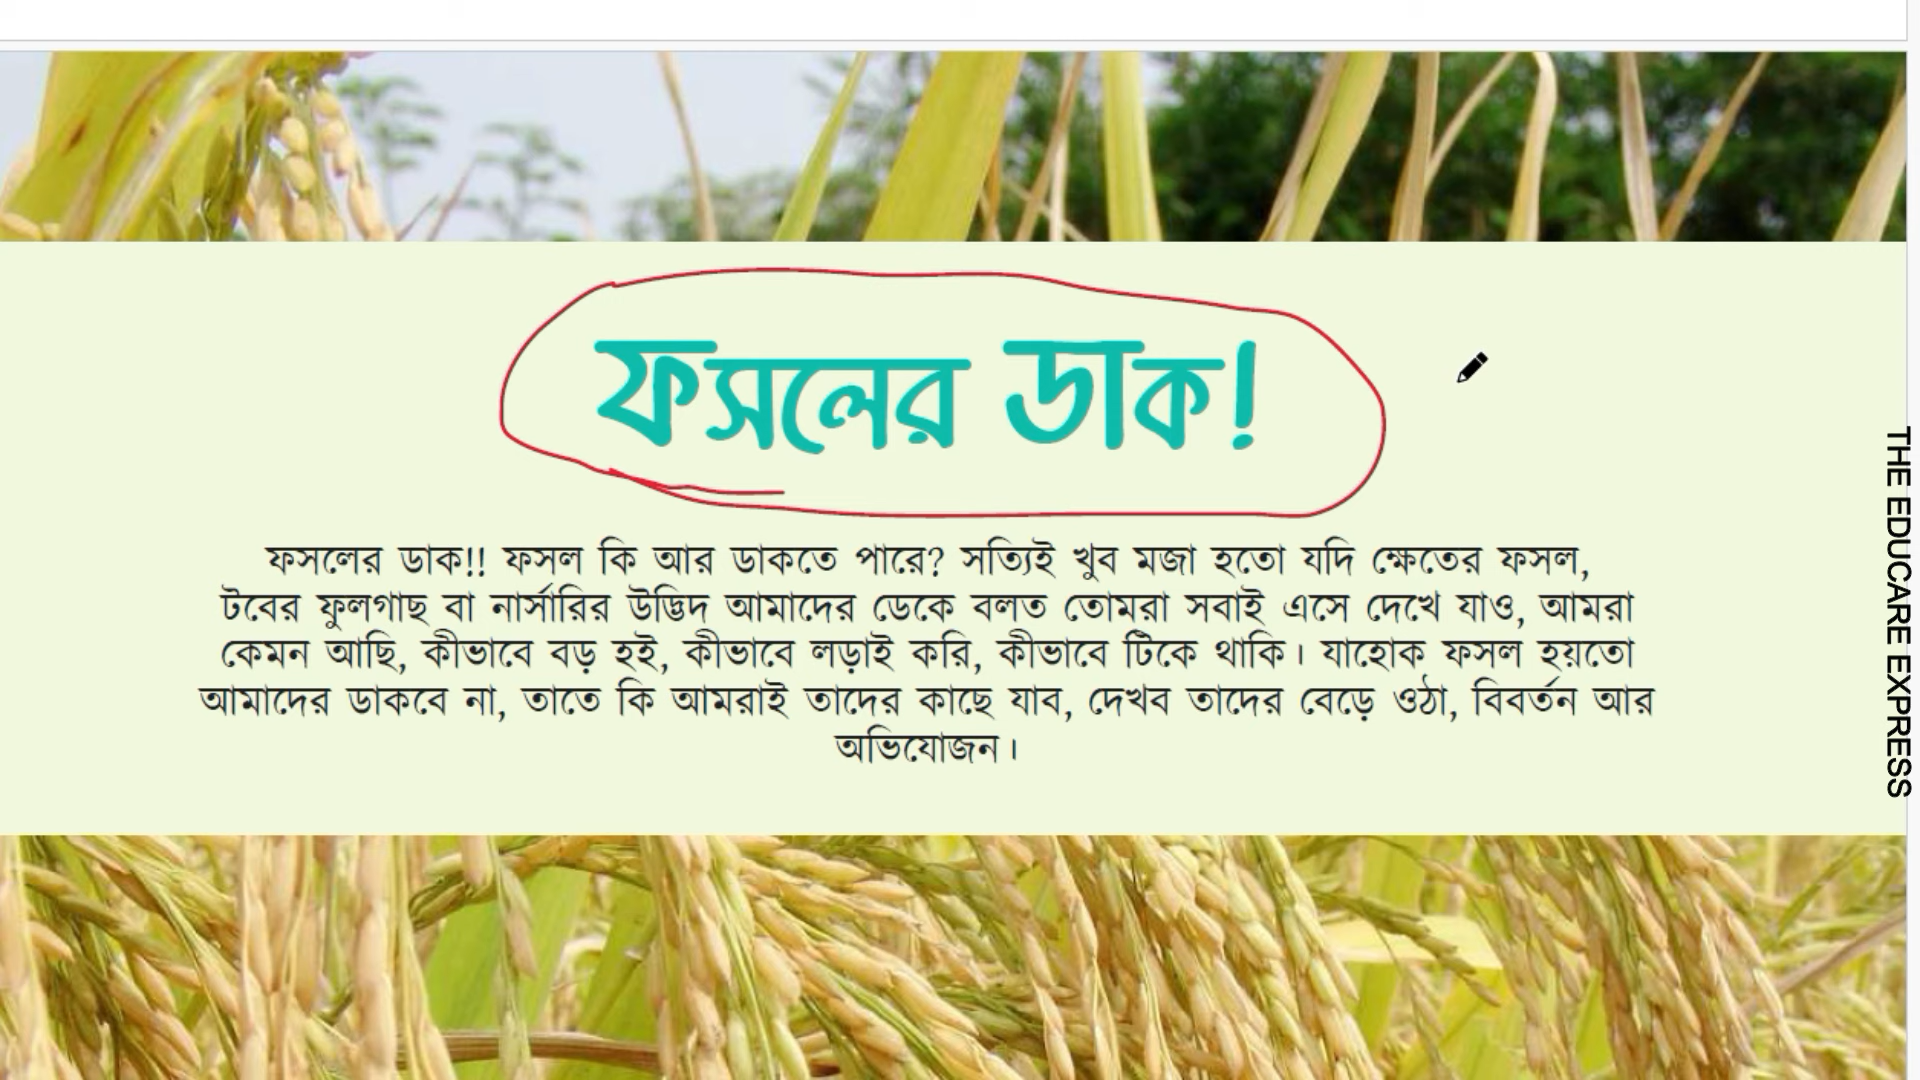 ফসলের ডাক!
ফসলের ডাক!! ফসল কি আর ডাকতে পারে? সত্যিই খুব মজা হতো যদি ক্ষেতের ফসল,
টবের ফুলগাছ বা নার্সারির উদ্ভিদ আমাদের ডেকে বলত তোমরা সবাই এসে দেখে যাও, আমরা
কেমন আছি, কীভাবে বড় হই, কীভাবে লড়াই করি, কীভাবে টিকে থাকি। যাহোক ফসল হয়তো
আমাদের ডাকবে না, তাতে কি আমরাই তাদের কাছে যাব, দেখব তাদের বেড়ে ওঠা, বিবর্তন আর
অভিযোজন।
THE EDUCARE EXPRESS